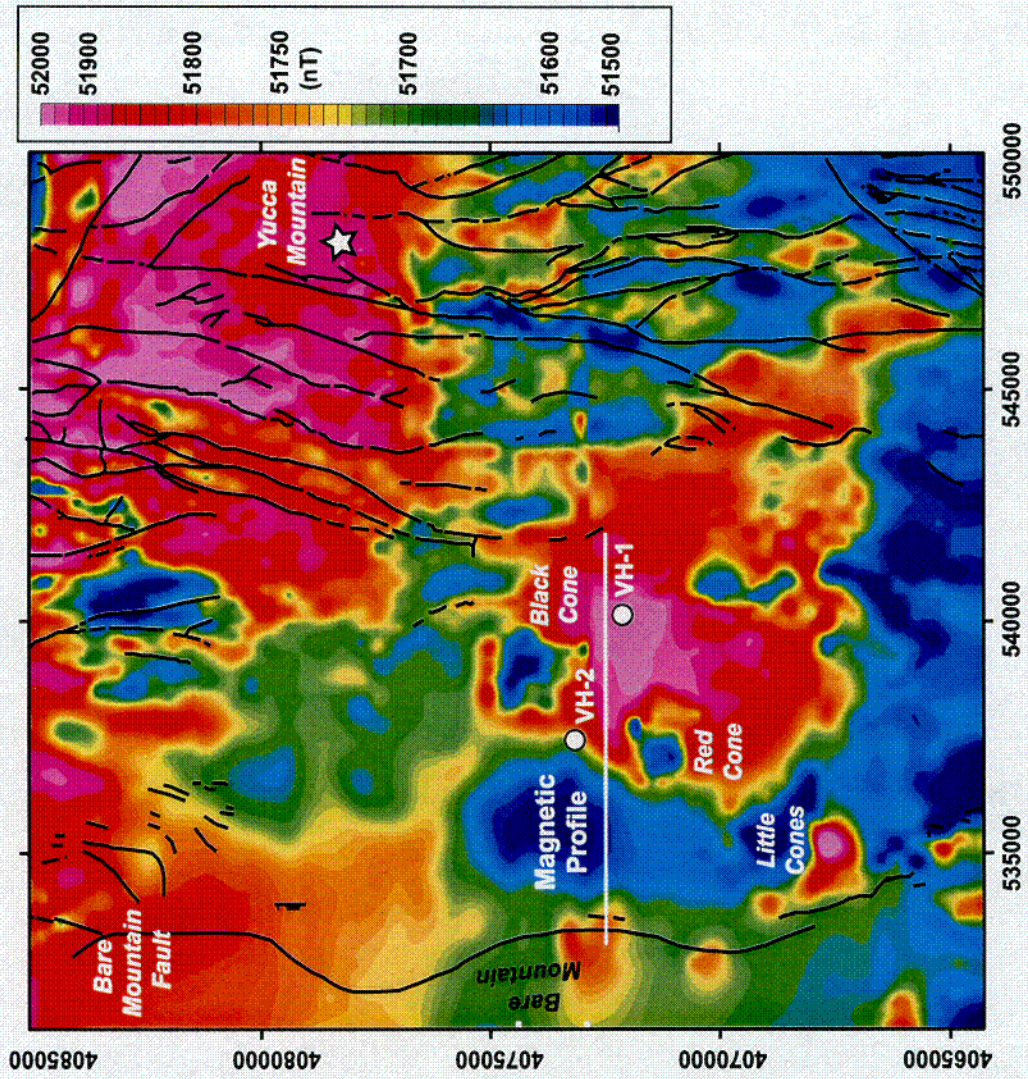 52000
51900
51800
51750
(nT)
51700
51600
51500
Yucca
Mountain
Bare
Mountain
Fault
Black
Cone
VH-1
VH-2
Magnetic
Profile
Red
Cone
Little
Cones
Bare
Mountain
550000
545000
540000
535000
4085000
4080000
4075000
4070000
4065000